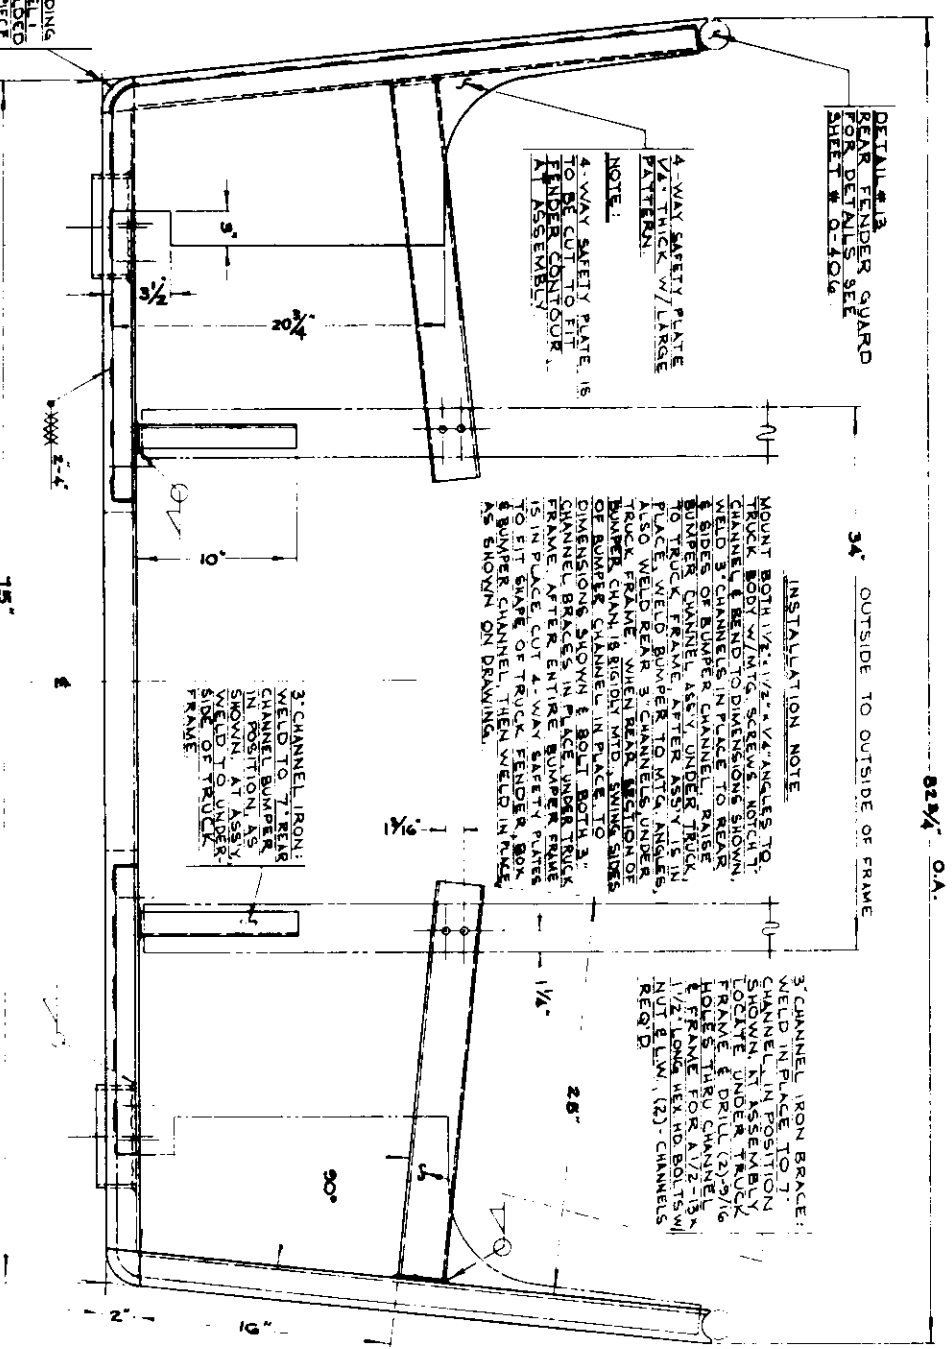 82 3/4" O.A.
34" OUTSIDE TO OUTSIDE OF FRAME
DETAIL # 13
REAR FENDER GUARD
FOR DETAILS SEE
SHEET # O-406
4-WAY SAFETY PLATE
1/4" THICK W/LARGE
PATTERN
NOTE:
4-WAY SAFETY PLATE IS
TO BE CUT TO FIT
FENDER CONTOUR
AT ASSEMBLY
INSTALLATION NOTE
MOUNT BOTH 1 1/2" x 1 1/2" x 1/4" ANGLES TO
TRUCK BODY W/MTG. SCREWS. NOTCH 7"
CHANNEL & BEND TO DIMENSIONS SHOWN,
WELD 3" CHANNELS IN PLACE TO REAR
& SIDES OF BUMPER CHANNEL. RAISE
BUMPER CHANNEL ASS'Y UNDER TRUCK,
TO TRUCK FRAME, AFTER ASS'Y IS IN
PLACE, WELD BUMPER TO MTG. ANGLES,
ALSO WELD REAR 3" CHANNELS UNDER
TRUCK FRAME. WHEN REAR SECTION OF
BUMPER CHAN. IS RIGIDLY MTD., SWING SIDES
OF BUMPER CHANNEL IN PLACE TO
DIMENSIONS SHOWN & BOLT BOTH 3"
CHANNEL BRACES IN PLACE, UNDER TRUCK
FRAME. AFTER ENTIRE BUMPER FRAME
IS IN PLACE CUT 4-WAY SAFETY PLATES
TO FIT SHAPE OF TRUCK FENDER, BOX
& BUMPER CHANNEL, THEN WELD IN PLACE
AS SHOWN ON DRAWING.
3" CHANNEL IRON BRACE:
WELD IN PLACE TO 7"
CHANNEL, IN POSITION
SHOWN, AT ASSEMBLY
LOCATE UNDER TRUCK
FRAME & DRILL (2)-9/16
HOLES THRU CHANNEL
& FRAME FOR A 1/2-13 x
1 1/2" LONG HEX HD. BOLTS W/
NUT & L.W., (2)-CHANNELS
REQ'D
3" CHANNEL IRON:
WELD TO 7" REAR
CHANNEL BUMPER
IN POSITION, AS
SHOWN, AT ASS'Y,
WELD TO UNDER-
SIDE OF TRUCK
FRAME
3"
3 1/2"
20 3/4"
2'-4"
10"
1 3/16"
1 1/4"
28"
90°
2"
16"
75"